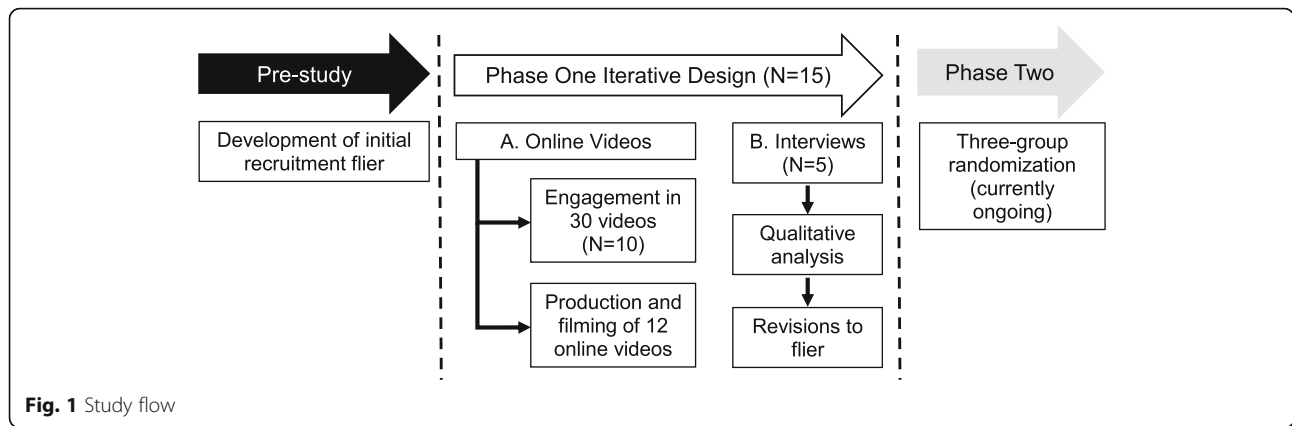 Pre-study
Phase One Iterative Design (N=15)
Phase Two
Development of initial
recruitment flier
A. Online Videos
Engagement in
30 videos
(N=10)
Production and
filming of 12
online videos
B. Interviews
(N=5)
Qualitative
analysis
Revisions to
flier
Three-group
randomization
(currently
ongoing)
Fig. 1 Study flow